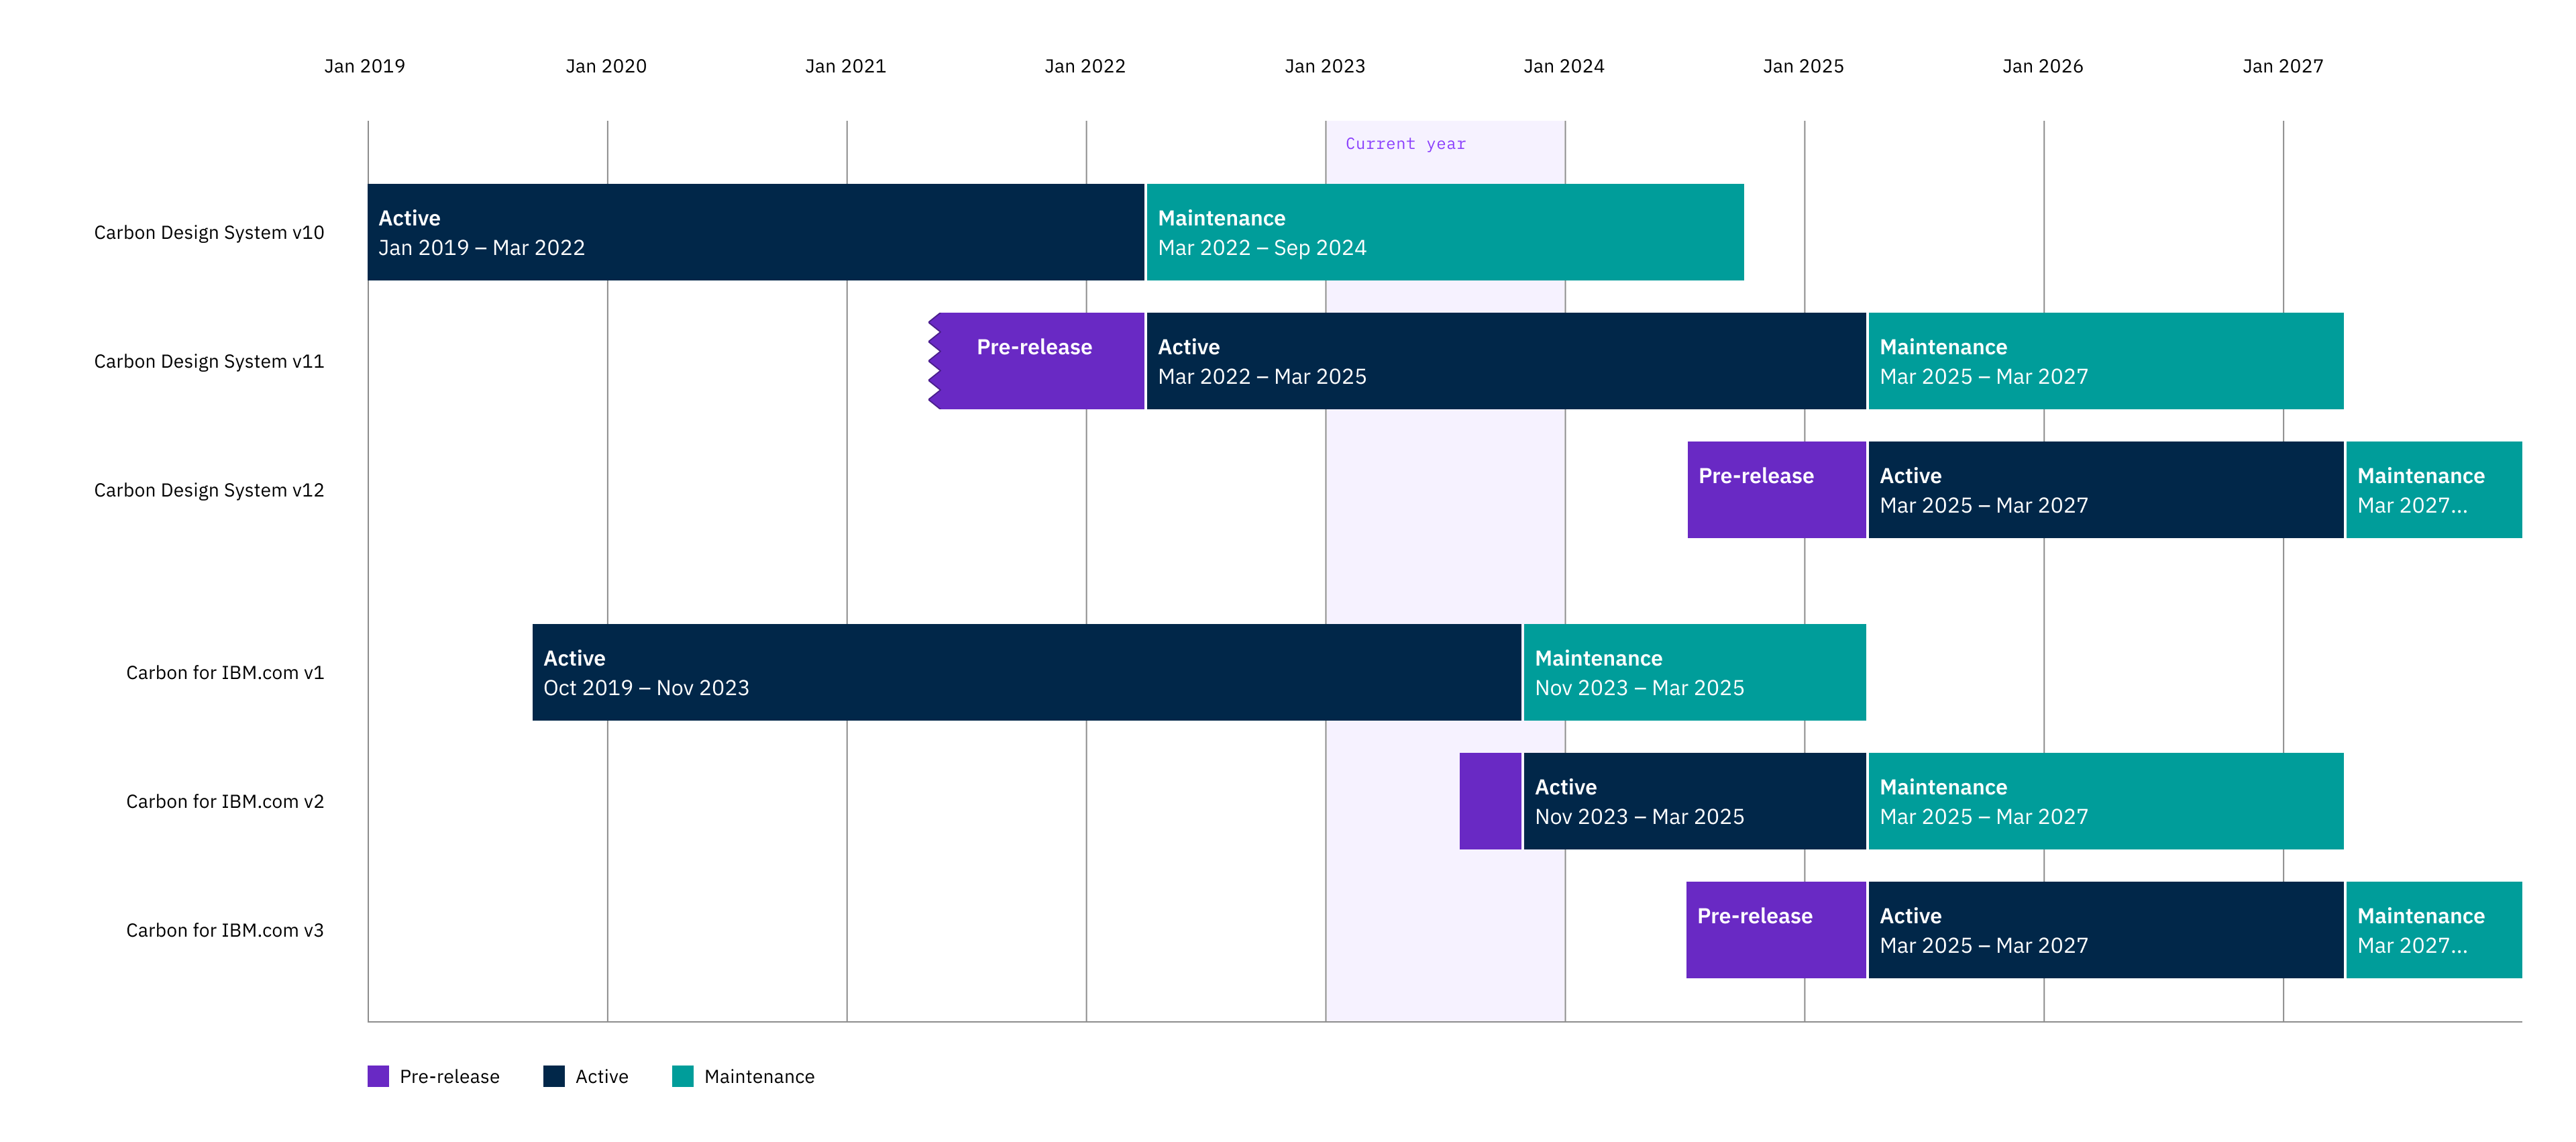 Jan 2019 Jan 2020 Jan 2021 Jan 2022 Jan 2023 Jan 2024 Jan 2025 Jan 2026 Jan 2027
Current year
Carbon Design System v10
Active
Jan 2019 – Mar 2022
Maintenance
Mar 2022 – Sep 2024
Carbon Design System v11
Pre-release
Active
Mar 2022 – Mar 2025
Maintenance
Mar 2025 – Mar 2027
Carbon Design System v12
Pre-release
Active
Mar 2025 – Mar 2027
Maintenance
Mar 2027...
Carbon for IBM.com v1
Active
Oct 2019 – Nov 2023
Maintenance
Nov 2023 – Mar 2025
Carbon for IBM.com v2
Active
Nov 2023 – Mar 2025
Maintenance
Mar 2025 – Mar 2027
Carbon for IBM.com v3
Pre-release
Active
Mar 2025 – Mar 2027
Maintenance
Mar 2027...
Pre-release Active Maintenance